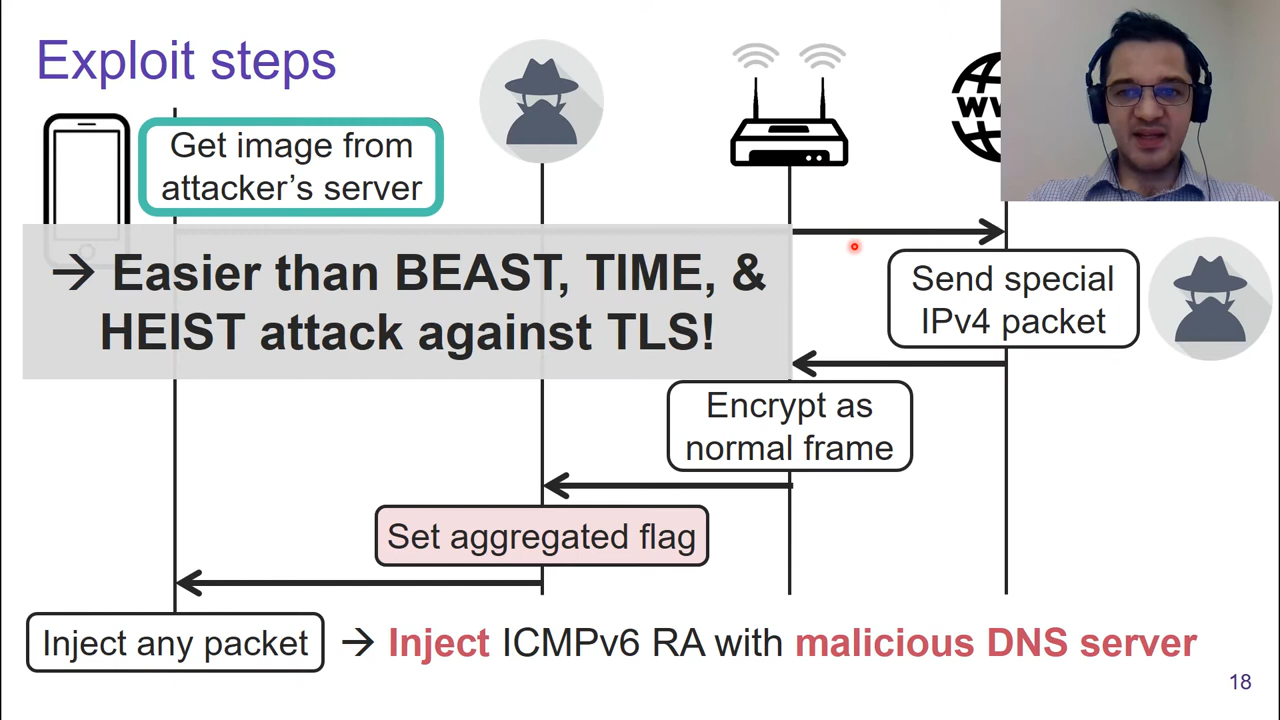 Exploit steps
Get image from
attacker's server
→ Easier than BEAST, TIME, &
HEIST attack against TLS!
Send special
IPv4 packet
Encrypt as
normal frame
Set aggregated flag
Inject any packet
→ Inject ICMPv6 RA with malicious DNS server
18